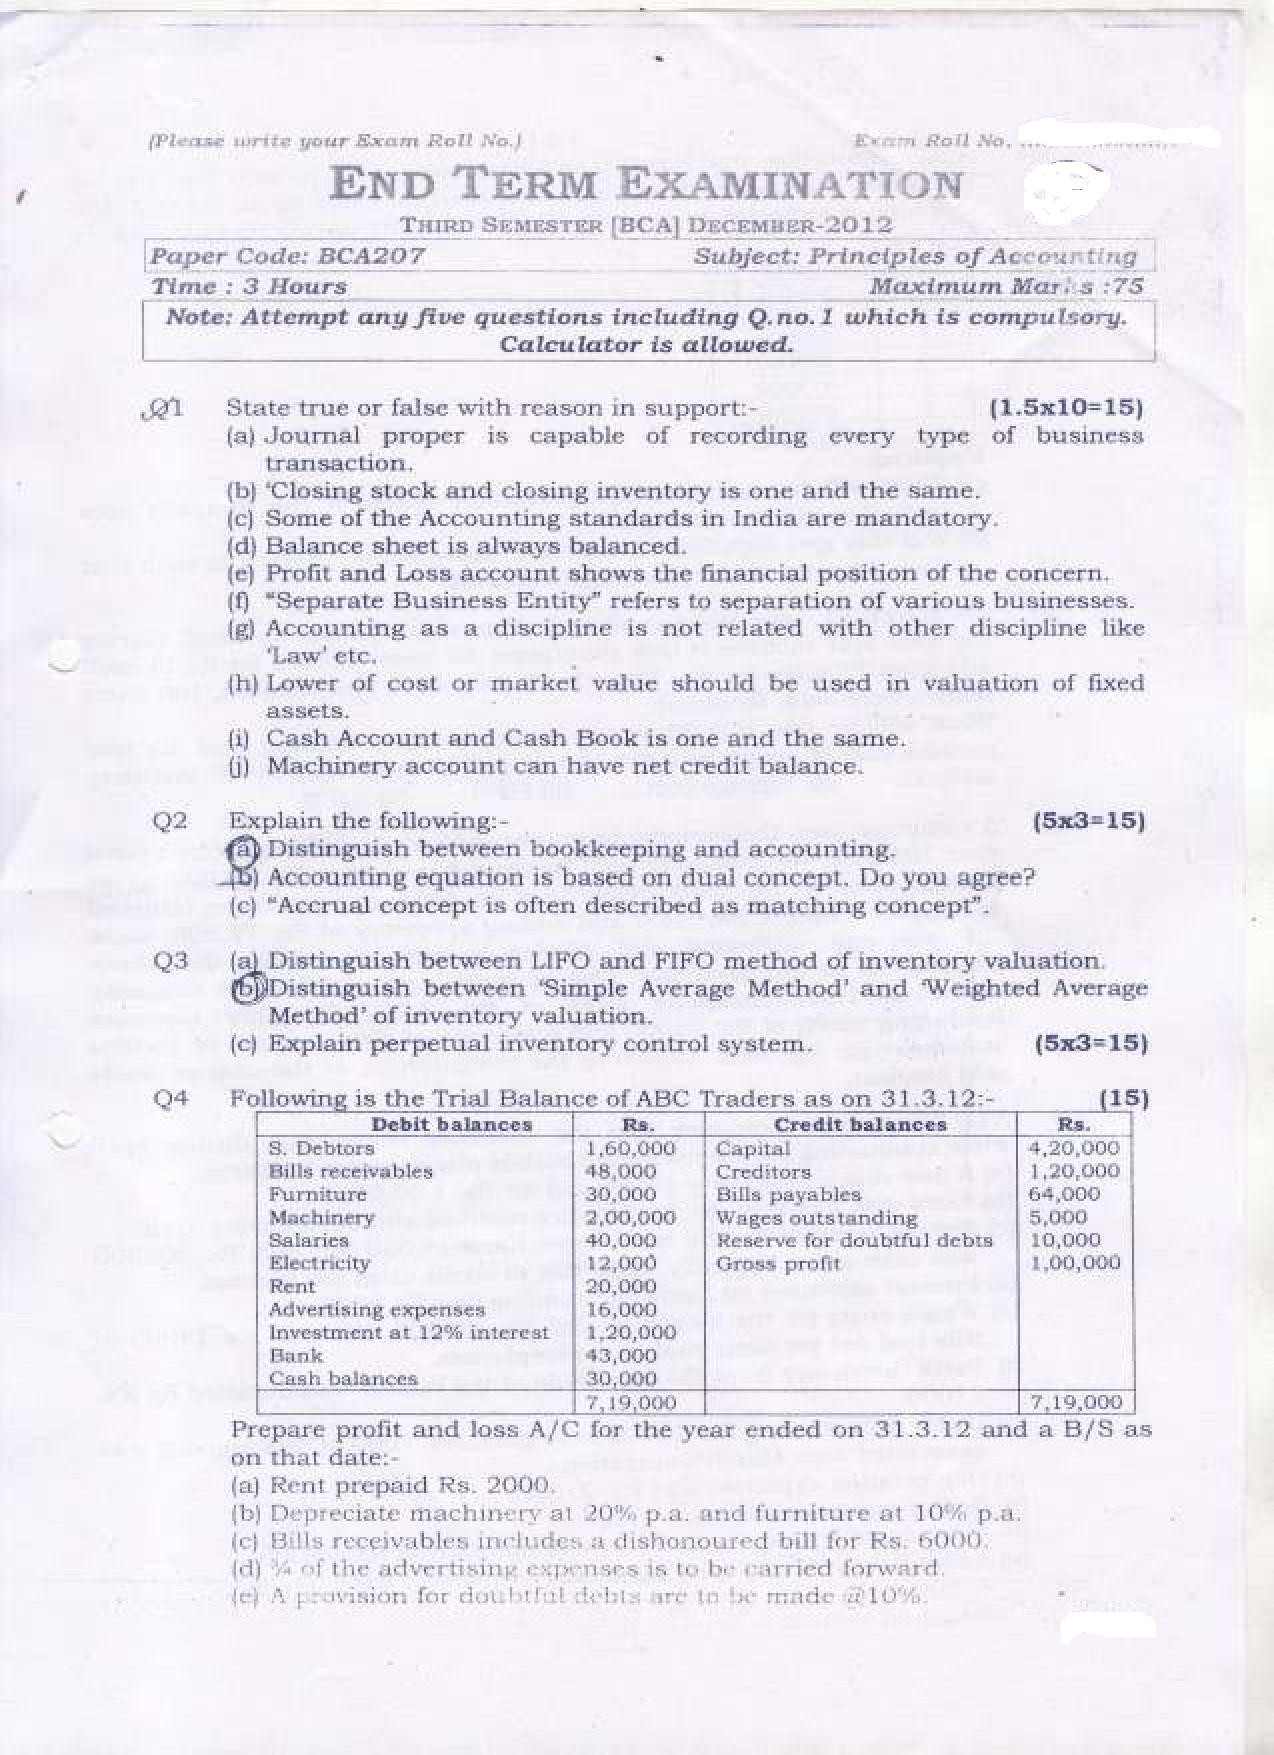 (Please write your Exam Roll No.) Exam Roll No.
END TERM EXAMINATION
THIRD SEMESTER [BCA] DECEMBER-2012
Paper Code: BCA207 Subject: Principles of Accounting
Time : 3 Hours Maximum Marks :75
Note: Attempt any five questions including Q.no.1 which is compulsory.
Calculator is allowed.
Q1 State true or false with reason in support:- (1.5x10=15)
(a) Journal proper is capable of recording every type of business
transaction.
(b) 'Closing stock and closing inventory is one and the same.
(c) Some of the Accounting standards in India are mandatory.
(d) Balance sheet is always balanced.
(e) Profit and Loss account shows the financial position of the concern.
(f) "Separate Business Entity" refers to separation of various businesses.
(g) Accounting as a discipline is not related with other discipline like
'Law' etc.
(h) Lower of cost or market value should be used in valuation of fixed
assets.
(i) Cash Account and Cash Book is one and the same.
(j) Machinery account can have net credit balance.
Q2 Explain the following:- (5x3=15)
(a) Distinguish between bookkeeping and accounting.
(b) Accounting equation is based on dual concept. Do you agree?
(c) "Accrual concept is often described as matching concept".
Q3 (a) Distinguish between LIFO and FIFO method of inventory valuation.
(b) Distinguish between 'Simple Average Method' and 'Weighted Average
Method' of inventory valuation.
(c) Explain perpetual inventory control system. (5x3=15)
Q4 Following is the Trial Balance of ABC Traders as on 31.3.12:- (15)
Debit balances Rs. Credit balances Rs.
S. Debtors 1,60,000 Capital 4,20,000
Bills receivables 48,000 Creditors 1,20,000
Furniture 30,000 Bills payables 64,000
Machinery 2,00,000 Wages outstanding 5,000
Salaries 40,000 Reserve for doubtful debts 10,000
Electricity 12,000 Gross profit 1,00,000
Rent 20,000
Advertising expenses 16,000
Investment at 12% interest 1,20,000
Bank 43,000
Cash balances 30,000
7,19,000 7,19,000
Prepare profit and loss A/C for the year ended on 31.3.12 and a B/S as
on that date:-
(a) Rent prepaid Rs. 2000.
(b) Depreciate machinery at 20% p.a. and furniture at 10% p.a.
(c) Bills receivables includes a dishonoured bill for Rs. 6000.
(d) ¾ of the advertising expenses is to be carried forward.
(e) A provision for doubtful debts are to be made @10%.